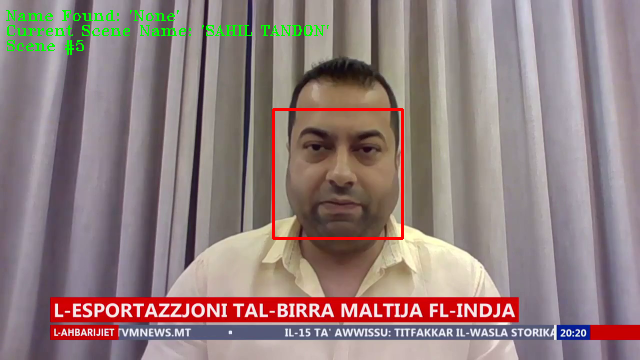 Name Found: 'None'
Current Scene Name: 'SAHIL TANDON'
Scene #5
L-ESPORTAZZJONI TAL-BIRRA MALTIJA FL-INDJA
L-AĦBARIJIET TVMNEWS.MT ▪ IL-15 TA' AWWISSU: TITFAKKAR IL-WASLA STORIKA 20:20